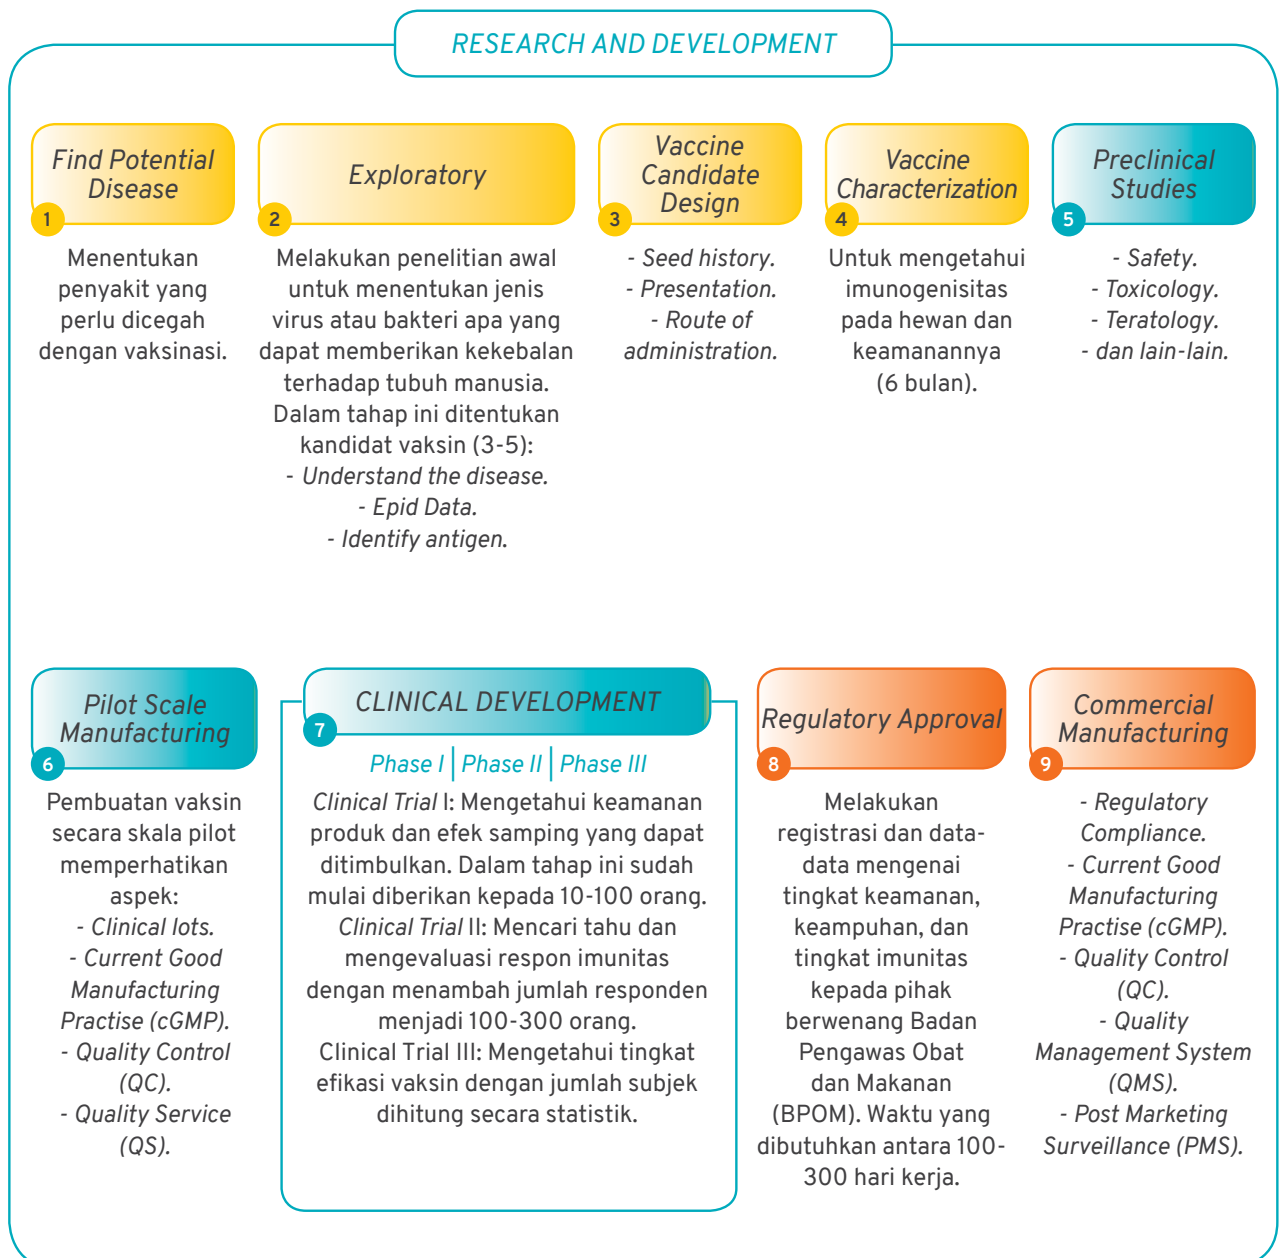 RESEARCH AND DEVELOPMENT
Find Potential
Disease
1
Menentukan
penyakit yang
perlu dicegah
dengan vaksinasi.
Exploratory
2
Melakukan penelitian awal
untuk menentukan jenis
virus atau bakteri apa yang
dapat memberikan kekebalan
terhadap tubuh manusia.
Dalam tahap ini ditentukan
kandidat vaksin (3-5):
- Understand the disease.
- Epid Data.
- Identify antigen.
Vaccine
Candidate
Design
3
- Seed history.
- Presentation.
- Route of
administration.
Vaccine
Characterization
4
Untuk mengetahui
imunogenisitas
pada hewan dan
keamanannya
(6 bulan).
Preclinical
Studies
5
- Safety.
- Toxicology.
- Teratology.
- dan lain-lain.
Pilot Scale
Manufacturing
6
Pembuatan vaksin
secara skala pilot
memperhatikan
aspek:
- Clinical lots.
- Current Good
Manufacturing
Practise (cGMP).
- Quality Control
(QC).
- Quality Service
(QS).
CLINICAL DEVELOPMENT
7
Phase I | Phase II | Phase III
Clinical Trial I: Mengetahui keamanan
produk dan efek samping yang dapat
ditimbulkan. Dalam tahap ini sudah
mulai diberikan kepada 10-100 orang.
Clinical Trial II: Mencari tahu dan
mengevaluasi respon imunitas
dengan menambah jumlah responden
menjadi 100-300 orang.
Clinical Trial III: Mengetahui tingkat
efikasi vaksin dengan jumlah subjek
dihitung secara statistik.
Regulatory Approval
8
Melakukan
registrasi dan data-
data mengenai
tingkat keamanan,
keampuhan, dan
tingkat imunitas
kepada pihak
berwenang Badan
Pengawas Obat
dan Makanan
(BPOM). Waktu yang
dibutuhkan antara 100-
300 hari kerja.
Commercial
Manufacturing
9
- Regulatory
Compliance.
- Current Good
Manufacturing
Practise (cGMP).
- Quality Control
(QC).
- Quality
Management System
(QMS).
- Post Marketing
Surveillance (PMS).